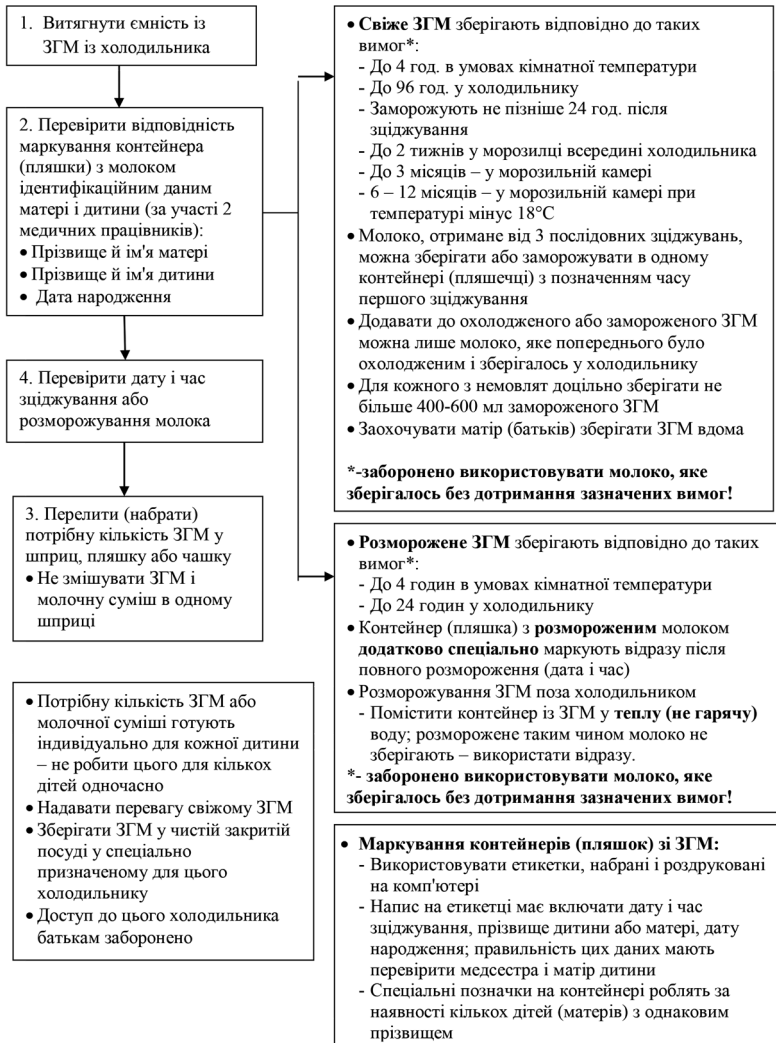 1. Витягнути ємність із
ЗГМ із холодильника
2. Перевірити відповідність
маркування контейнера
(пляшки) з молоком
ідентифікаційним даним
матері і дитини (за участі 2
медичних працівників):
• Прізвище й ім'я матері
• Прізвище й ім'я дитини
• Дата народження
4. Перевірити дату і час
зціджування або
розморожування молока
3. Перелити (набрати)
потрібну кількість ЗГМ у
шприц, пляшку або чашку
• Не змішувати ЗГМ і
молочну суміш в одному
шприці
• Потрібну кількість ЗГМ або
молочної суміші готують
індивідуально для кожної дитини
– не робити цього для кількох
дітей одночасно
• Надавати перевагу свіжому ЗГМ
• Зберігати ЗГМ у чистій закритій
посуді у спеціально
призначеному для цього
холодильнику
• Доступ до цього холодильника
батькам заборонено
• Свіже ЗГМ зберігають відповідно до таких
вимог*:
- До 4 год. в умовах кімнатної температури
- До 96 год. у холодильнику
- Заморожують не пізніше 24 год. після
зціджування
- До 2 тижнів у морозилці всередині холодильника
- До 3 місяців – у морозильній камері
- 6 – 12 місяців – у морозильній камері при
температурі мінус 18°С
• Молоко, отримане від 3 послідовних зціджувань,
можна зберігати або заморожувати в одному
контейнері (пляшечці) з позначенням часу
першого зціджування
• Додавати до охолодженого або замороженого ЗГМ
можна лише молоко, яке попереднього було
охолодженим і зберігалось у холодильнику
• Для кожного з немовлят доцільно зберігати не
більше 400-600 мл замороженого ЗГМ
• Заохочувати матір (батьків) зберігати ЗГМ вдома
*-заборонено використовувати молоко, яке
зберігалось без дотримання зазначених вимог!
• Розморожене ЗГМ зберігають відповідно до таких
вимог*:
- До 4 годин в умовах кімнатної температури
- До 24 годин у холодильнику
• Контейнер (пляшка) з розмороженим молоком
додатково спеціально маркують відразу після
повного розмороження (дата і час)
• Розморожування ЗГМ поза холодильником
- Помістити контейнер із ЗГМ у теплу (не гарячу)
воду; розморожене таким чином молоко не
зберігають – використати відразу.
*- заборонено використовувати молоко, яке
зберігалось без дотримання зазначених вимог!
• Маркування контейнерів (пляшок) зі ЗГМ:
- Використовувати етикетки, набрані і роздруковані
на комп'ютері
- Напис на етикетці має включати дату і час
зціджування, прізвище дитини або матері, дату
народження; правильність цих даних мають
перевірити медсестра і матір дитини
- Спеціальні позначки на контейнері роблять за
наявності кількох дітей (матерів) з однаковим
прізвищем